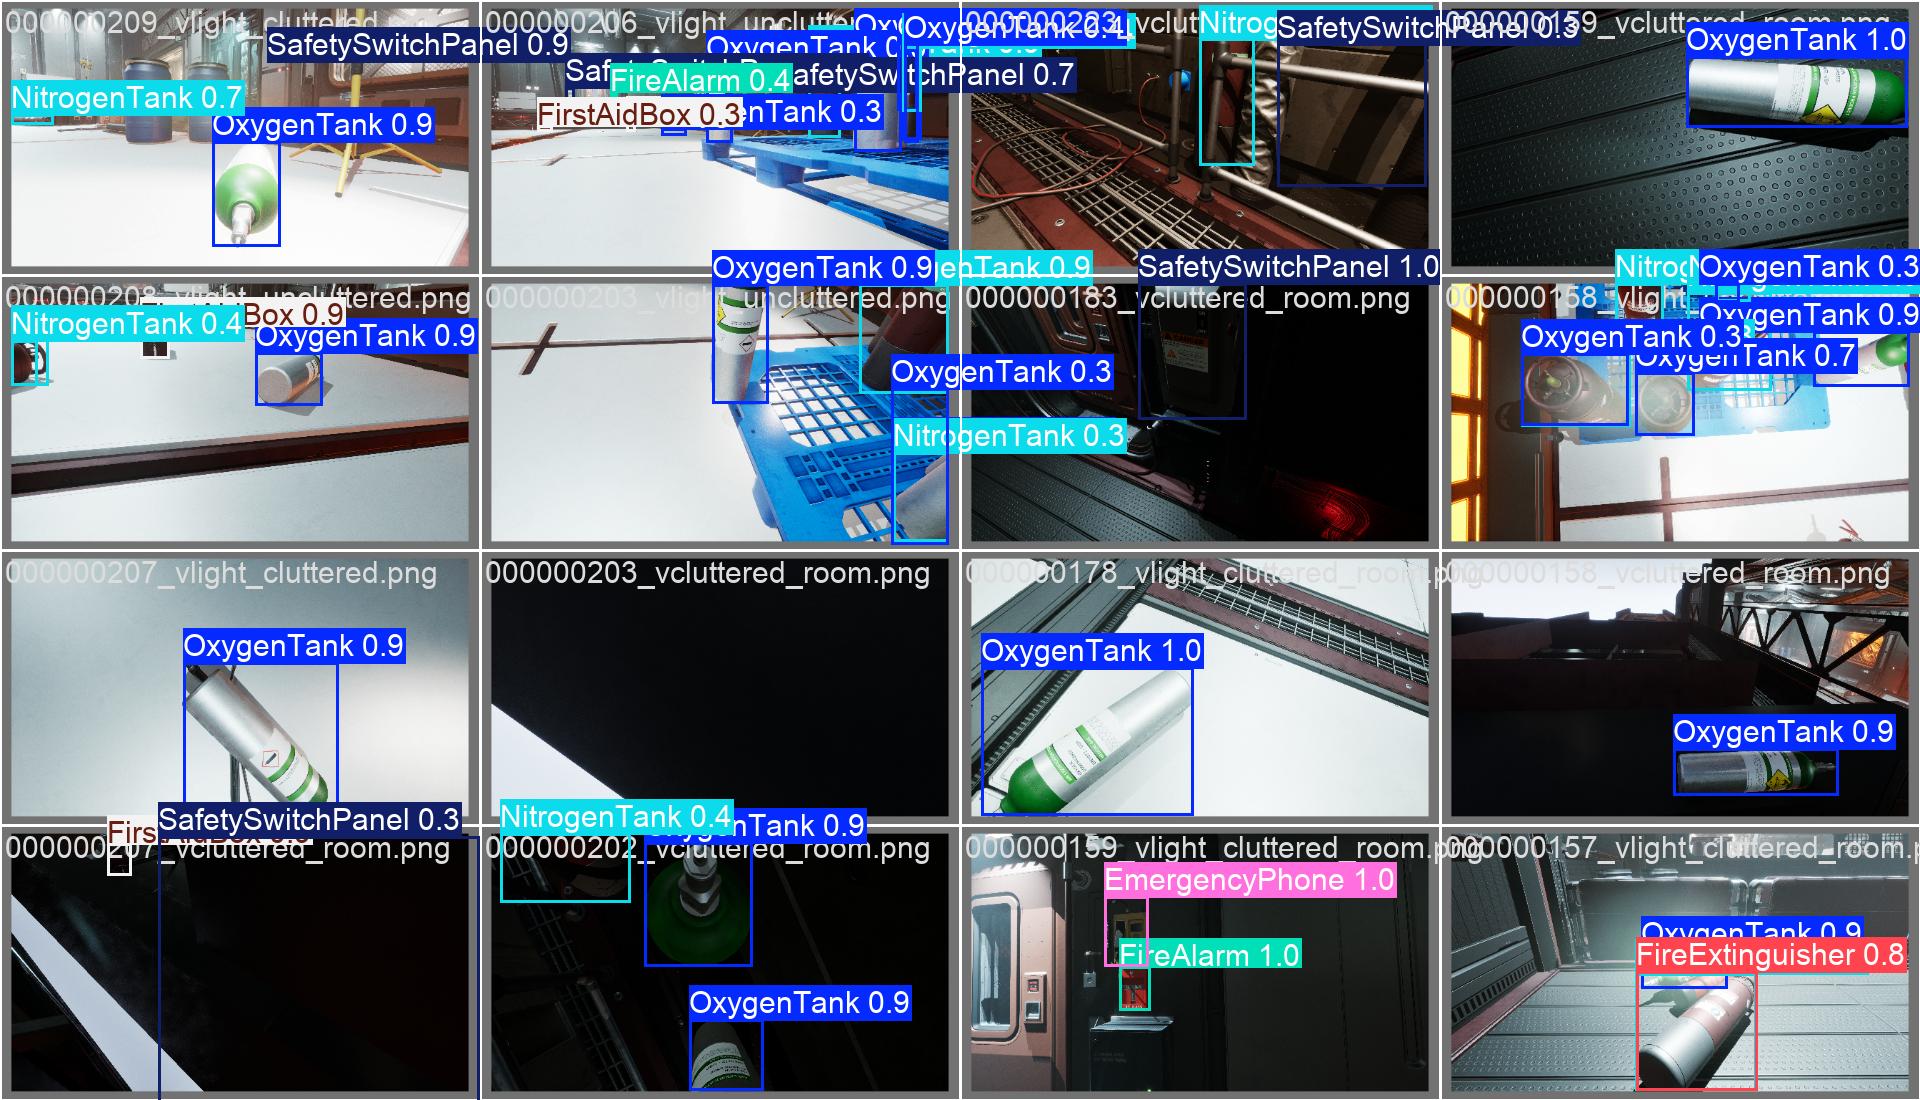 000000209_vlight_cluttered
SafetySwitchPanel 0.9
NitrogenTank 0.7
OxygenTank 0.9
000000206_vlight_uncluttere
OxygenTank
SafetySwitchPanel 0.7
FireAlarm 0.4
FirstAidBox 0.3
OxygenTank 0.3
OxygenTank 0.4
Nitrog
SafetySwitchPanel 0.3
000000159_vcluttered_room.png
OxygenTank 1.0
000000208_vlight_uncluttered.png
NitrogenTank 0.4
Box 0.9
OxygenTank 0.9
000000203_vlight_uncluttered.png
OxygenTank 0.9
enTank 0.9
OxygenTank 0.3
NitrogenTank 0.3
000000183_vcluttered_room.png
SafetySwitchPanel 1.0
000000158_vlight
Nitrog
OxygenTank 0.3
OxygenTank 0.9
OxygenTank 0.3
OxygenTank 0.7
000000207_vlight_cluttered.png
OxygenTank 0.9
000000203_vcluttered_room.png
000000178_vlight_cluttered_room.png
OxygenTank 1.0
000000158_vcluttered_room.png
OxygenTank 0.9
000000207_vcluttered_room.png
SafetySwitchPanel 0.3
000000202_vcluttered_room.png
NitrogenTank 0.4
OxygenTank 0.9
OxygenTank 0.9
000000159_vlight_cluttered_room.png
EmergencyPhone 1.0
FireAlarm 1.0
000000157_vlight_cluttered_room.
OxygenTank 0.9
FireExtinguisher 0.8